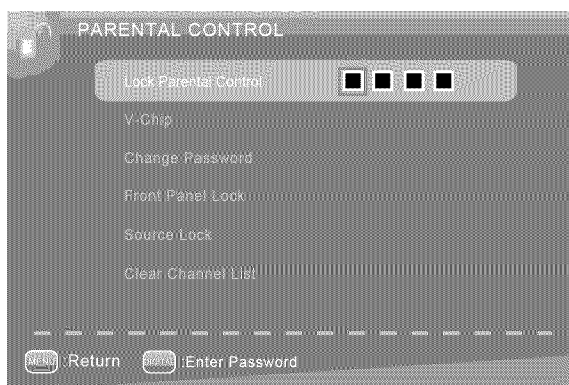 PARENTAL CONTROL
Lock Parental Control
V-Chip
Change Password
Front Panel Lock
Source Lock
Clear Channel List
MENU :Return DIGITAL :Enter Password